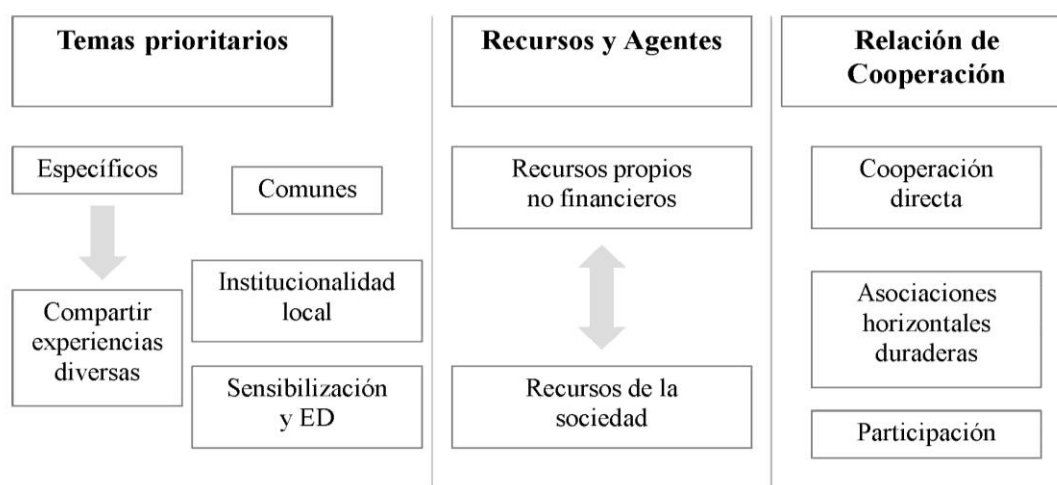 Temas prioritarios
Específicos
Comunes
Compartir
experiencias
diversas
Institucionalidad
local
Sensibilización
y ED
Recursos y Agentes
Recursos propios
no financieros
Recursos de la
sociedad
Relación de
Cooperación
Cooperación
directa
Asociaciones
horizontales
duraderas
Participación